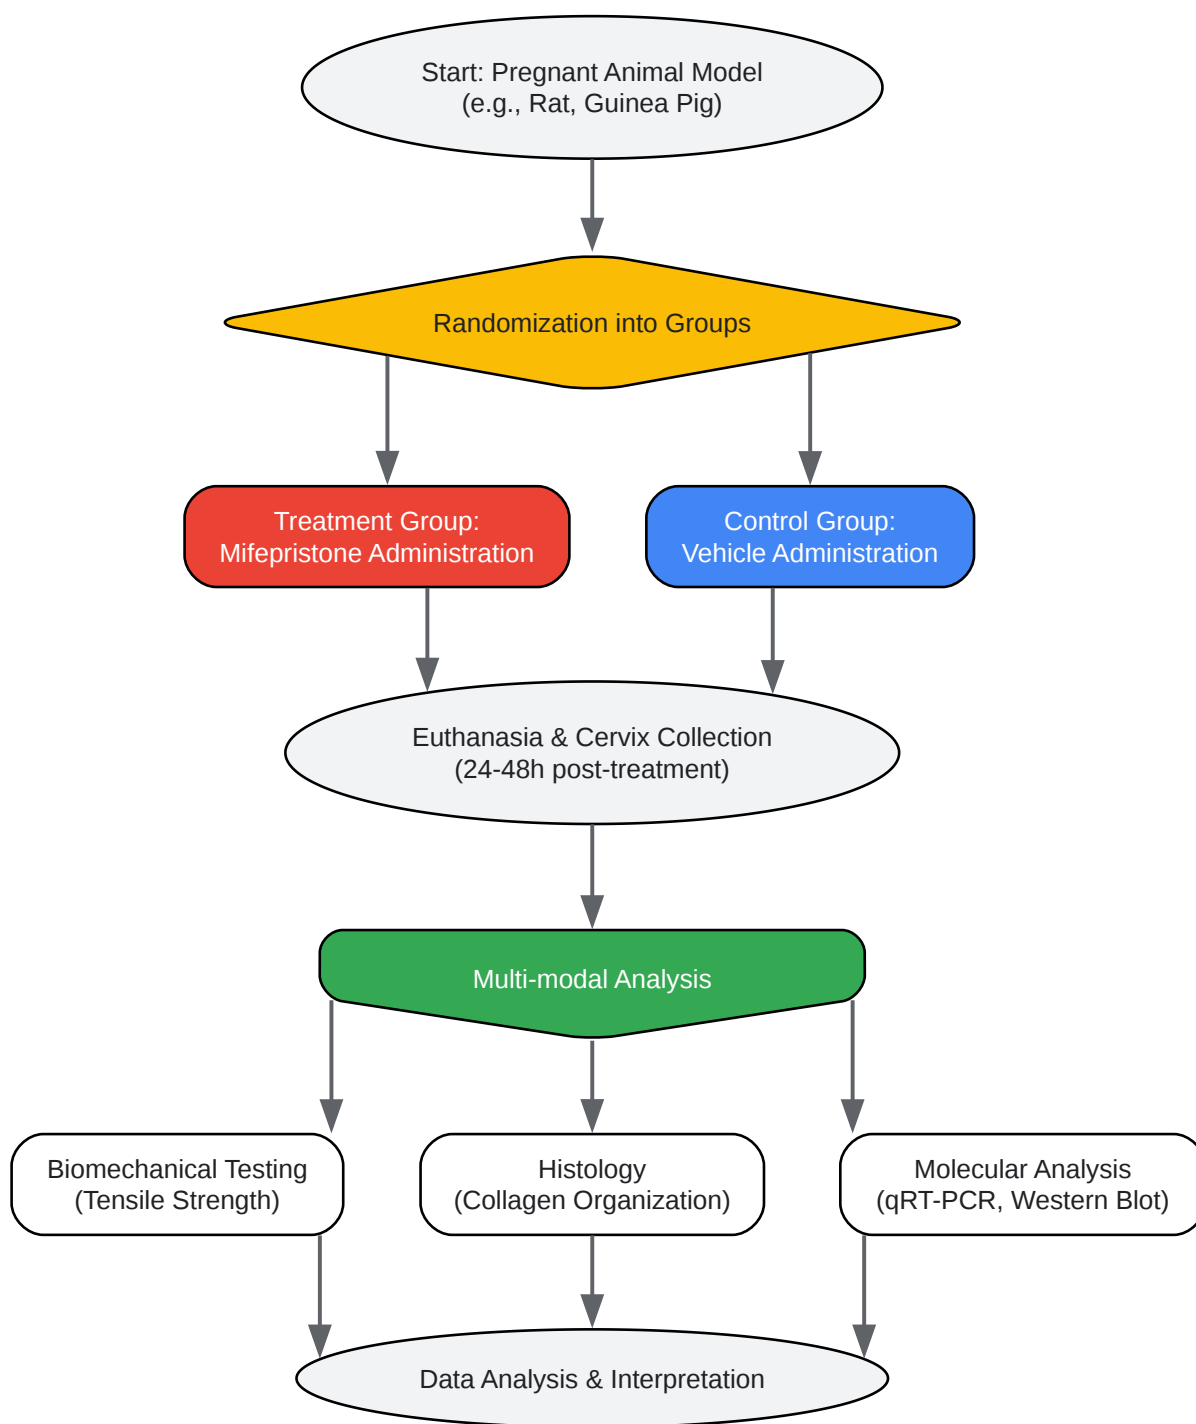 Start: Pregnant Animal Model
(e.g., Rat, Guinea Pig)
Randomization into Groups
Treatment Group:
Mifepristone Administration
Control Group:
Vehicle Administration
Euthanasia & Cervix Collection
(24-48h post-treatment)
Multi-modal Analysis
Biomechanical Testing
(Tensile Strength)
Histology
(Collagen Organization)
Molecular Analysis
(qRT-PCR, Western Blot)
Data Analysis & Interpretation